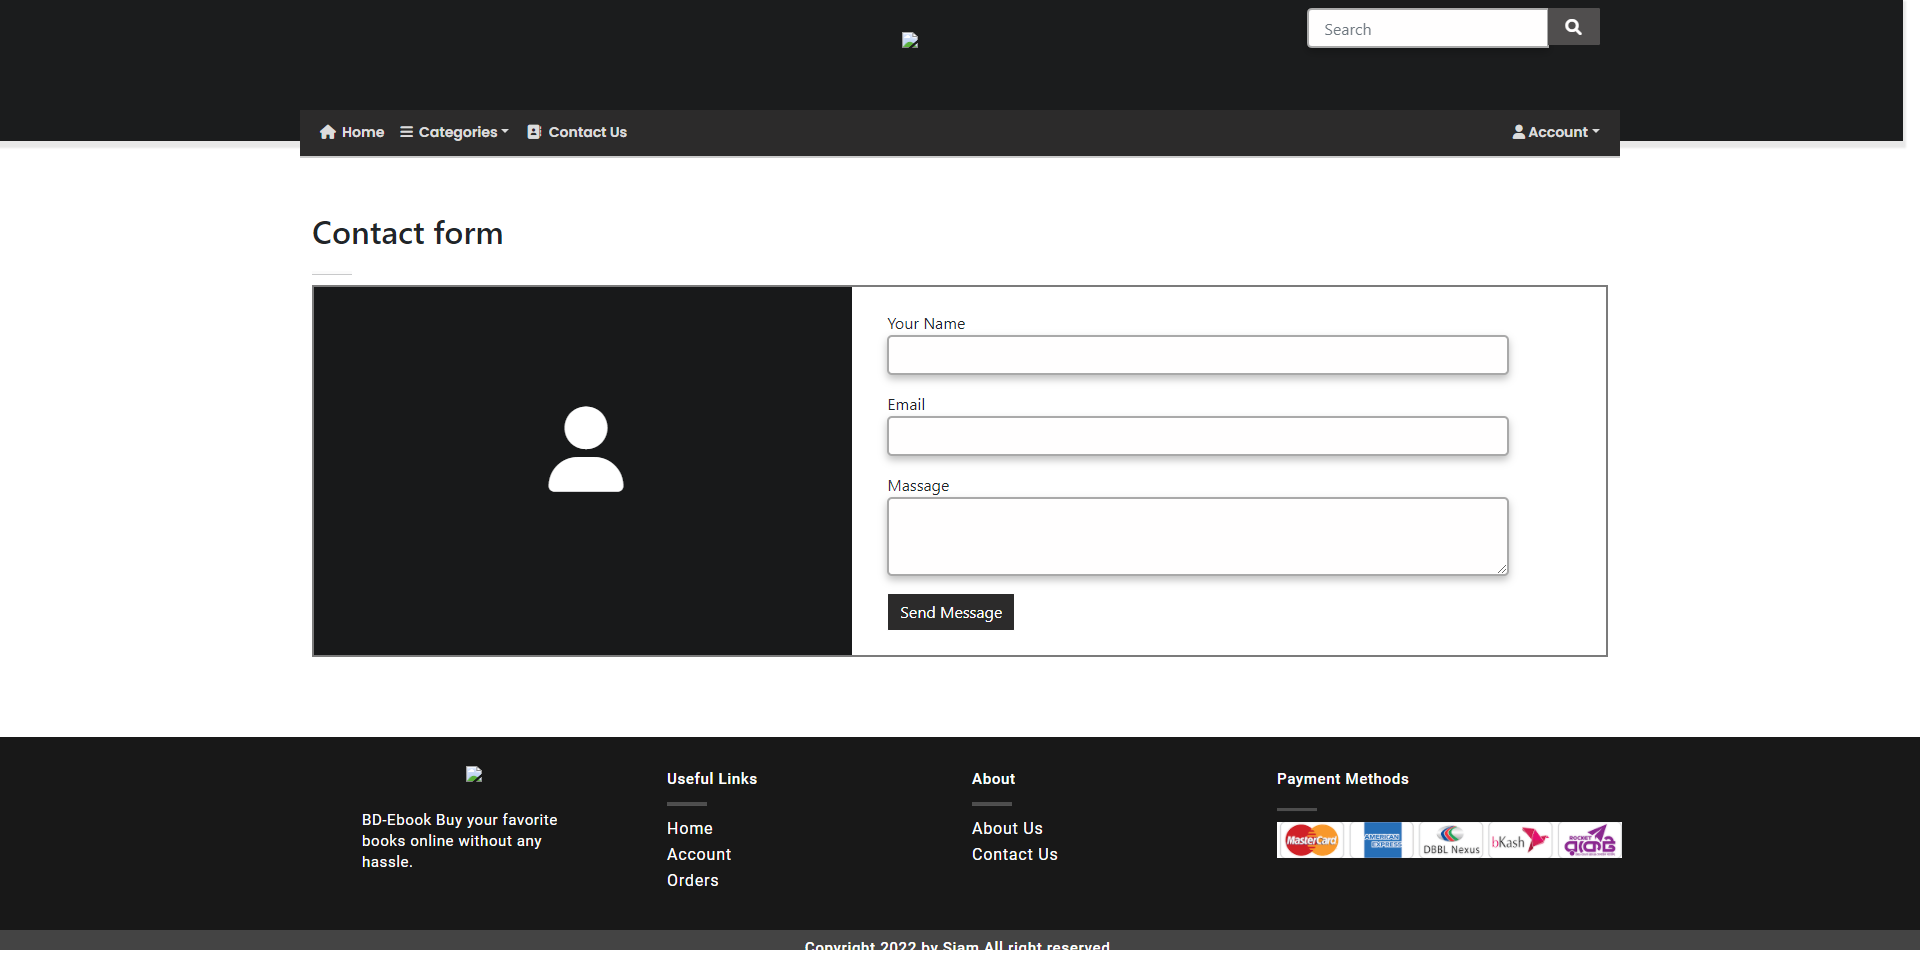 Search
Home
Categories
Contact Us
Account
Contact form
Your Name
Email
Massage
Send Message
BD-Ebook Buy your favorite
books online without any
hassle.
Useful Links
Home
Account
Orders
About
About Us
Contact Us
Payment Methods
MasterCard
AMERICAN
EXPRESS
DBBL Nexus
bKash
ROCKET
রকেট
Copyright 2022 by Siam All right reserved